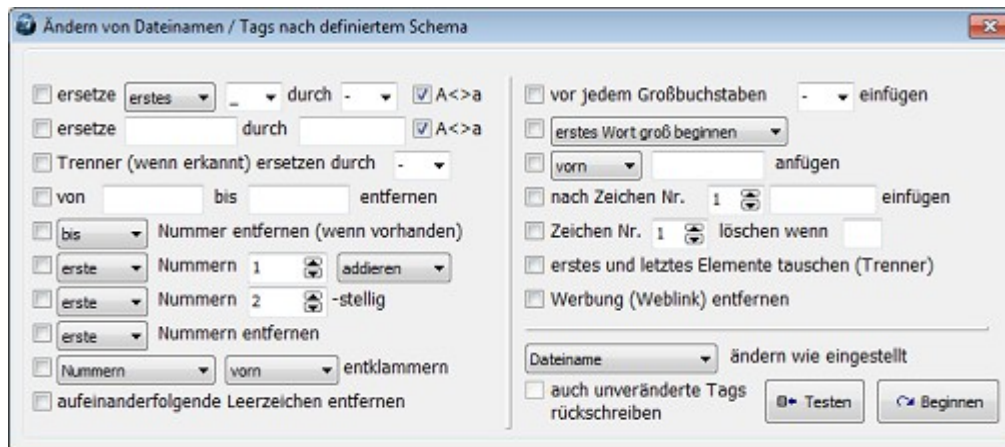 Ändern von Dateinamen / Tags nach definiertem Schema
ersetze erstes _ durch - A<>a
ersetze durch A<>a
Trenner (wenn erkannt) ersetzen durch -
von bis entfernen
bis Nummer entfernen (wenn vorhanden)
erste Nummern 1 addieren
erste Nummern 2 -stellig
erste Nummern entfernen
Nummern vorn entklammern
aufeinanderfolgende Leerzeichen entfernen
vor jedem Großbuchstaben - einfügen
erstes Wort groß beginnen
vorn anfügen
nach Zeichen Nr. 1 einfügen
Zeichen Nr. 1 löschen wenn
erstes und letztes Elemente tauschen (Trenner)
Werbung (Weblink) entfernen
Dateiname ändern wie eingestellt
auch unveränderte Tags
rückschreiben
Testen
Beginnen